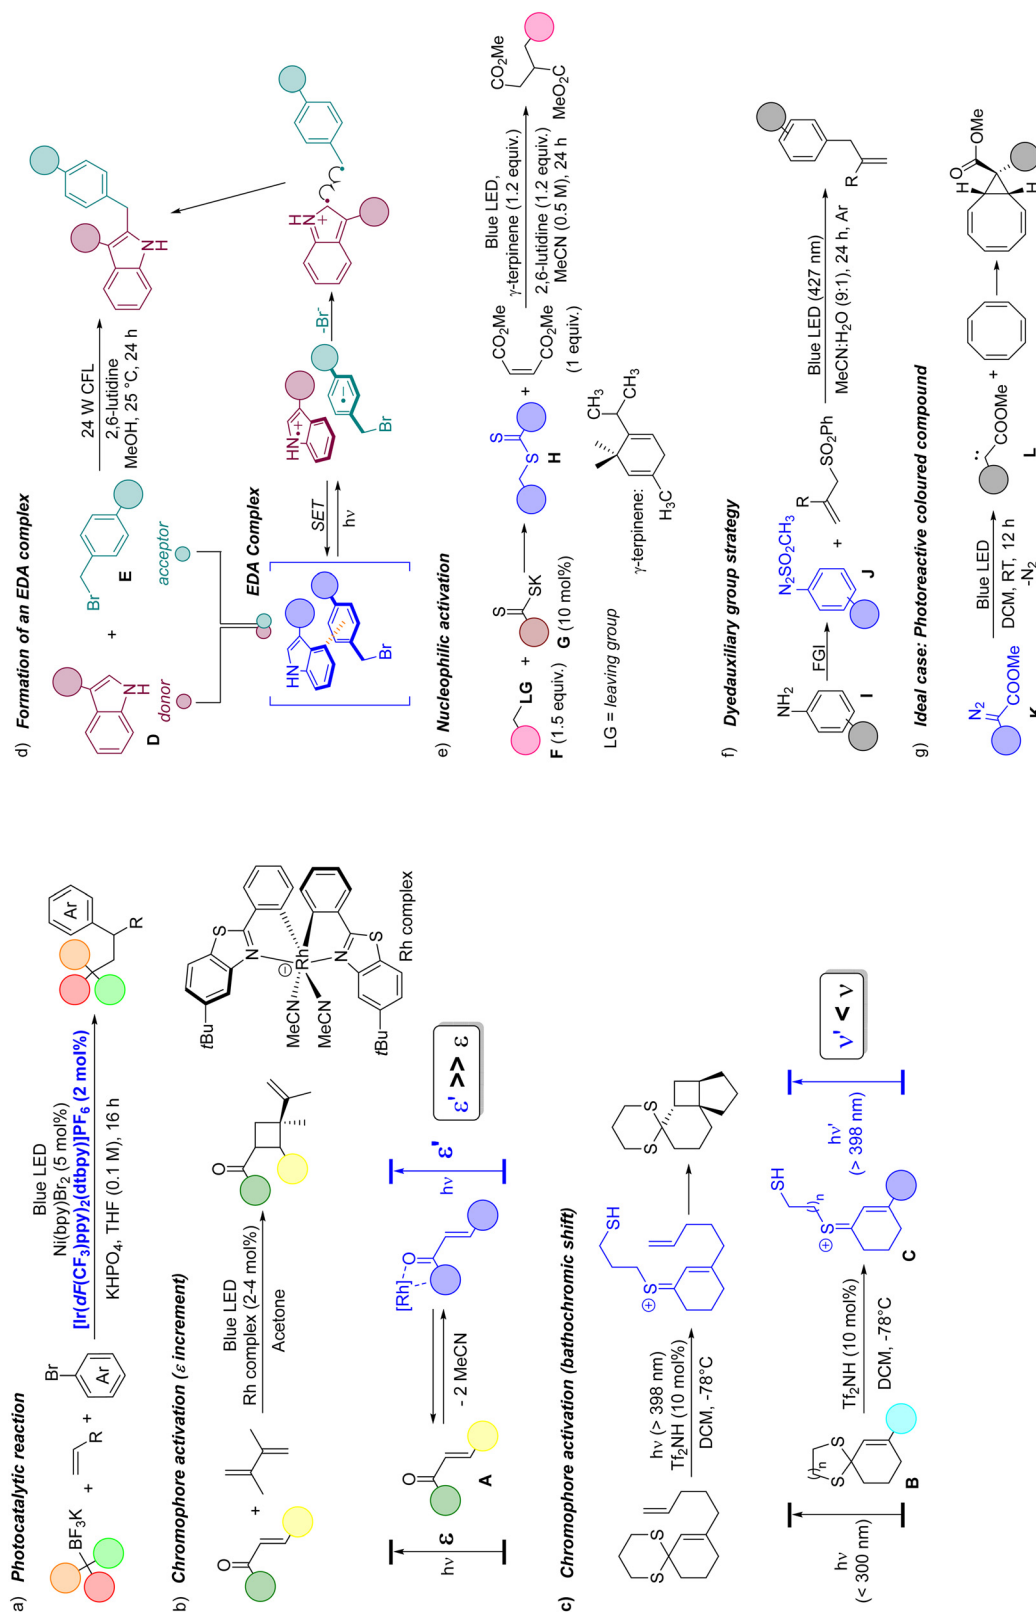 a) Photocatalytic reaction
BF3K
+
R
+
Br
Ar
Blue LED
Ni(bpy)Br2 (5 mol%)
[Ir(dF(CF3)ppy)2(dtbpy)]PF6 (2 mol%)
KHPO4, THF (0.1 M), 16 h
Ar
R
b) Chromophore activation (ε increment)
O
+
Blue LED
Rh complex (2-4 mol%)
Acetone
O
S
N
tBu
Rh
MeCN
MeCN
N
S
tBu
Rh complex
hν
ε
O
A
- 2 MeCN
[Rh]
O
hν
ε'
ε' >> ε
c) Chromophore activation (bathochromic shift)
S
S
hν (> 398 nm)
Tf2NH (10 mol%)
DCM, -78°C
SH
S
S
S
hν
(< 300 nm)
S
S
( )n
B
Tf2NH (10 mol%)
DCM, -78°C
SH
( )n
S
C
hν'
(> 398 nm)
ν' < ν
d) Formation of an EDA complex
N
H
D
donor
+
Br
E
acceptor
24 W CFL
2,6-lutidine
MeOH, 25 °C, 24 h
N
H
EDA Complex
HN
Br
SET
hν
HN
Br
-Br-
HN
e) Nucleophilic activation
LG
F (1.5 equiv.)
+
S
SK
G (10 mol%)
S
S
H
+
CO2Me
CO2Me
(1 equiv.)
Blue LED,
γ-terpinene (1.2 equiv.)
2,6-lutidine (1.2 equiv.)
MeCN (0.5 M), 24 h
CO2Me
MeO2C
LG = leaving group
γ-terpinene:
H3C
CH3
CH3
f) Dyedauxiliary group strategy
NH2
I
FGI
N2SO2CH3
J
+
R
SO2Ph
Blue LED (427 nm)
MeCN:H2O (9:1), 24 h, Ar
R
g) Ideal case: Photoreactive coloured compound
N2
COOMe
K
Blue LED
DCM, RT, 12 h
-N2
COOMe
L
+
H
H
O
OMe